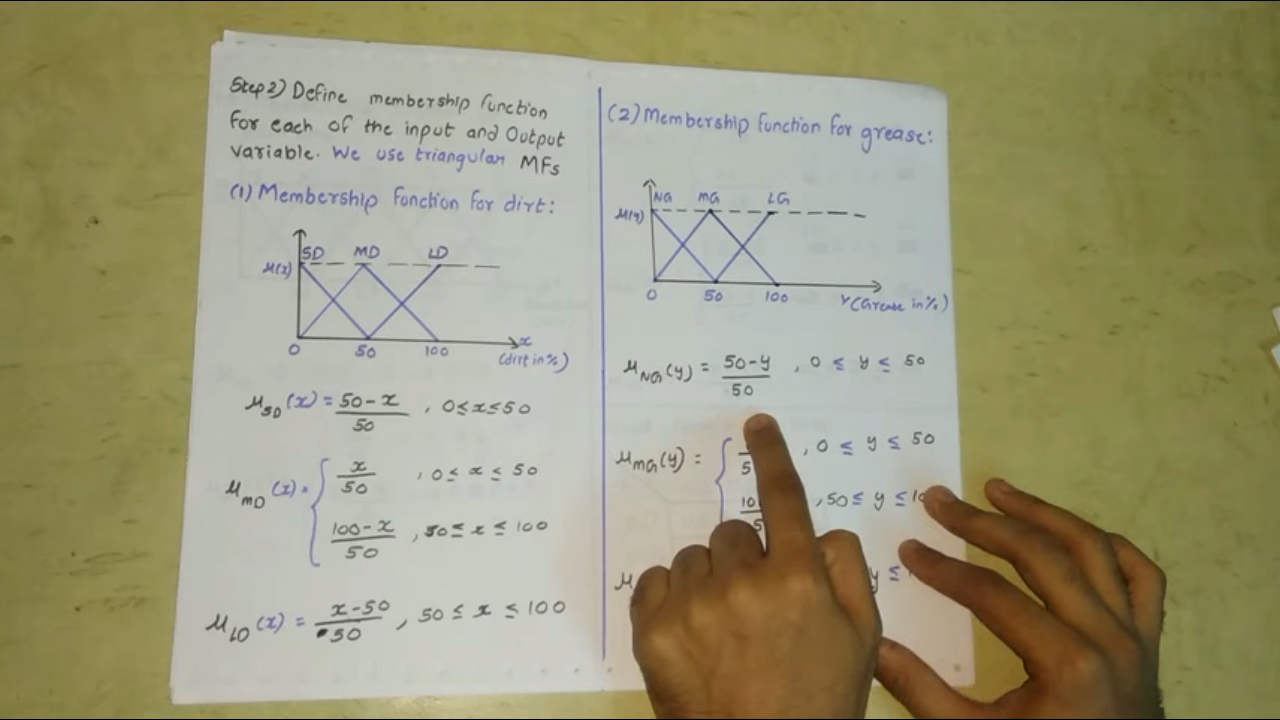 Step2) Define membership function
for each of the input and Output
variable. We use triangular MFs
(1) Membership Function for dirt:
SD MD LD
μ(x)
0 50 100 x
(dirt in %)
μSD (x) = 50-x / 50 , 0≤x≤50
μMD (x) = { x / 50 , 0 ≤ x ≤ 50
100-x / 50 , 50 ≤ x ≤ 100
μLD (x) = x-50 / 50 , 50 ≤ x ≤ 100
(2) Membership function for grease:
NG MG LG
μ(y)
0 50 100 Y(Grease in %)
μNG (y) = 50-y / 50 , 0 ≤ y ≤ 50
μMG (y) = { , 0 ≤ y ≤ 50
, 50 ≤ y ≤
μ y ≤